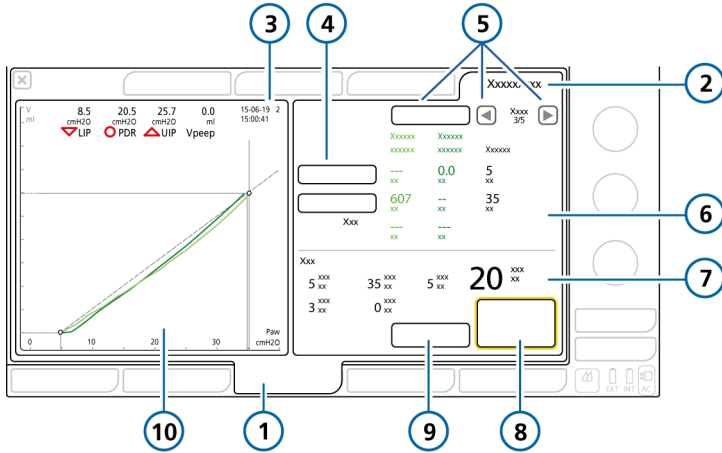 3
4
5
2
Xxxxx. xxx
V
ml
8.5
cmH2O
LIP
20.5
cmH2O
PDR
25.7
cmH2O
UIP
0.0
ml
Vpeep
15-06-19 2
15:00:41
Xxxx
3/5
Xxxxxx
xxxxxx
Xxxxxx
xxxxxx
Xxxxxx
---
xx
0.0
xx
5
xx
607
xx
--
xx
35
xx
Xxx
---
xx
---
xx
6
Xxx
5 xxx xx
35 xxx xx
5 xxx xx
20 xxx xx
7
3 xxx xx
0 xxx xx
Paw
cmH2O
0 10 20 30
EXT INT AC
10
1
9
8